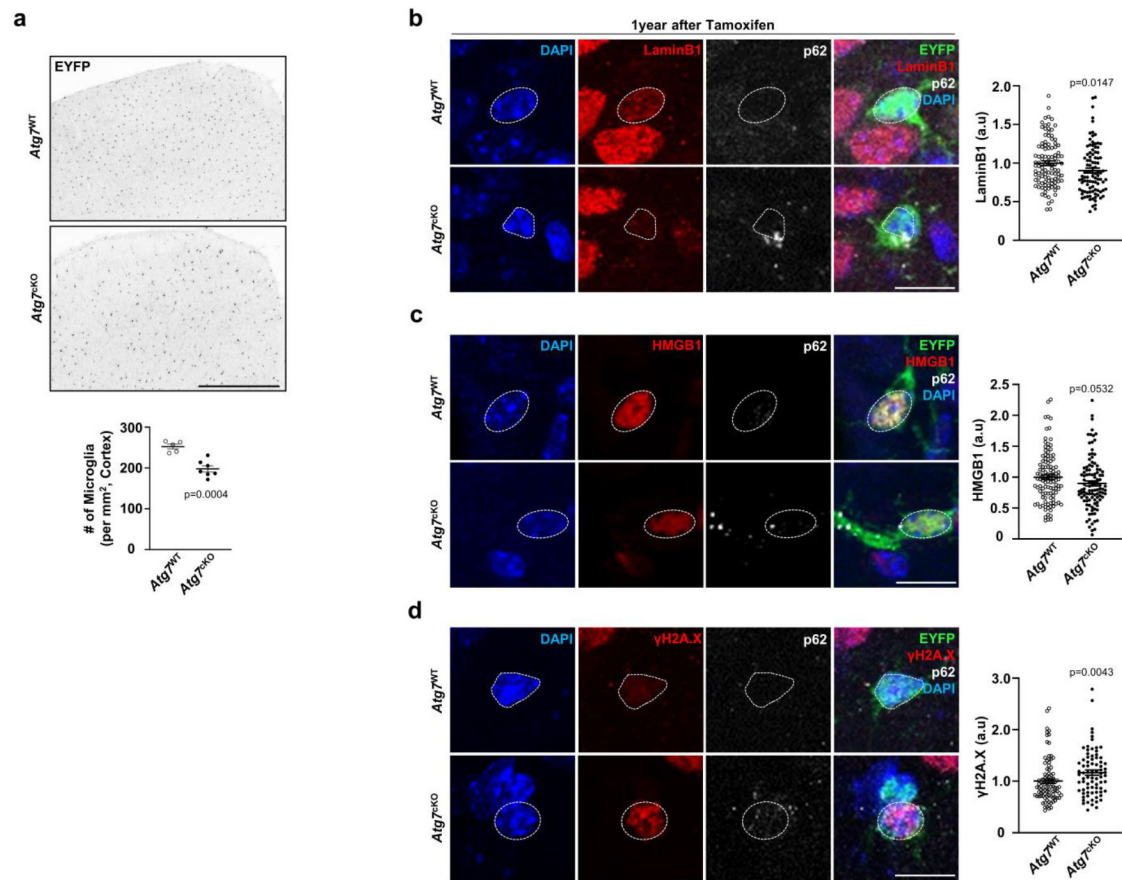 a
EYFP
Atg7WT
Atg7cKO
# of Microglia
(per mm², Cortex)
300
200
100
0
p=0.0004
Atg7WT
Atg7cKO
b
1year after Tamoxifen
DAPI
LaminB1
p62
EYFP
LaminB1
p62
DAPI
Atg7WT
Atg7cKO
LaminB1 (a.u)
2.0
1.5
1.0
0.5
0
p=0.0147
Atg7WT
Atg7cKO
c
DAPI
HMGB1
p62
EYFP
HMGB1
p62
DAPI
Atg7WT
Atg7cKO
HMGB1 (a.u)
2.5
2.0
1.5
1.0
0.5
0
p=0.0532
Atg7WT
Atg7cKO
d
DAPI
γH2A.X
p62
EYFP
γH2A.X
p62
DAPI
Atg7WT
Atg7cKO
γH2A.X (a.u)
3.0
2.0
1.0
0
p=0.0043
Atg7WT
Atg7cKO